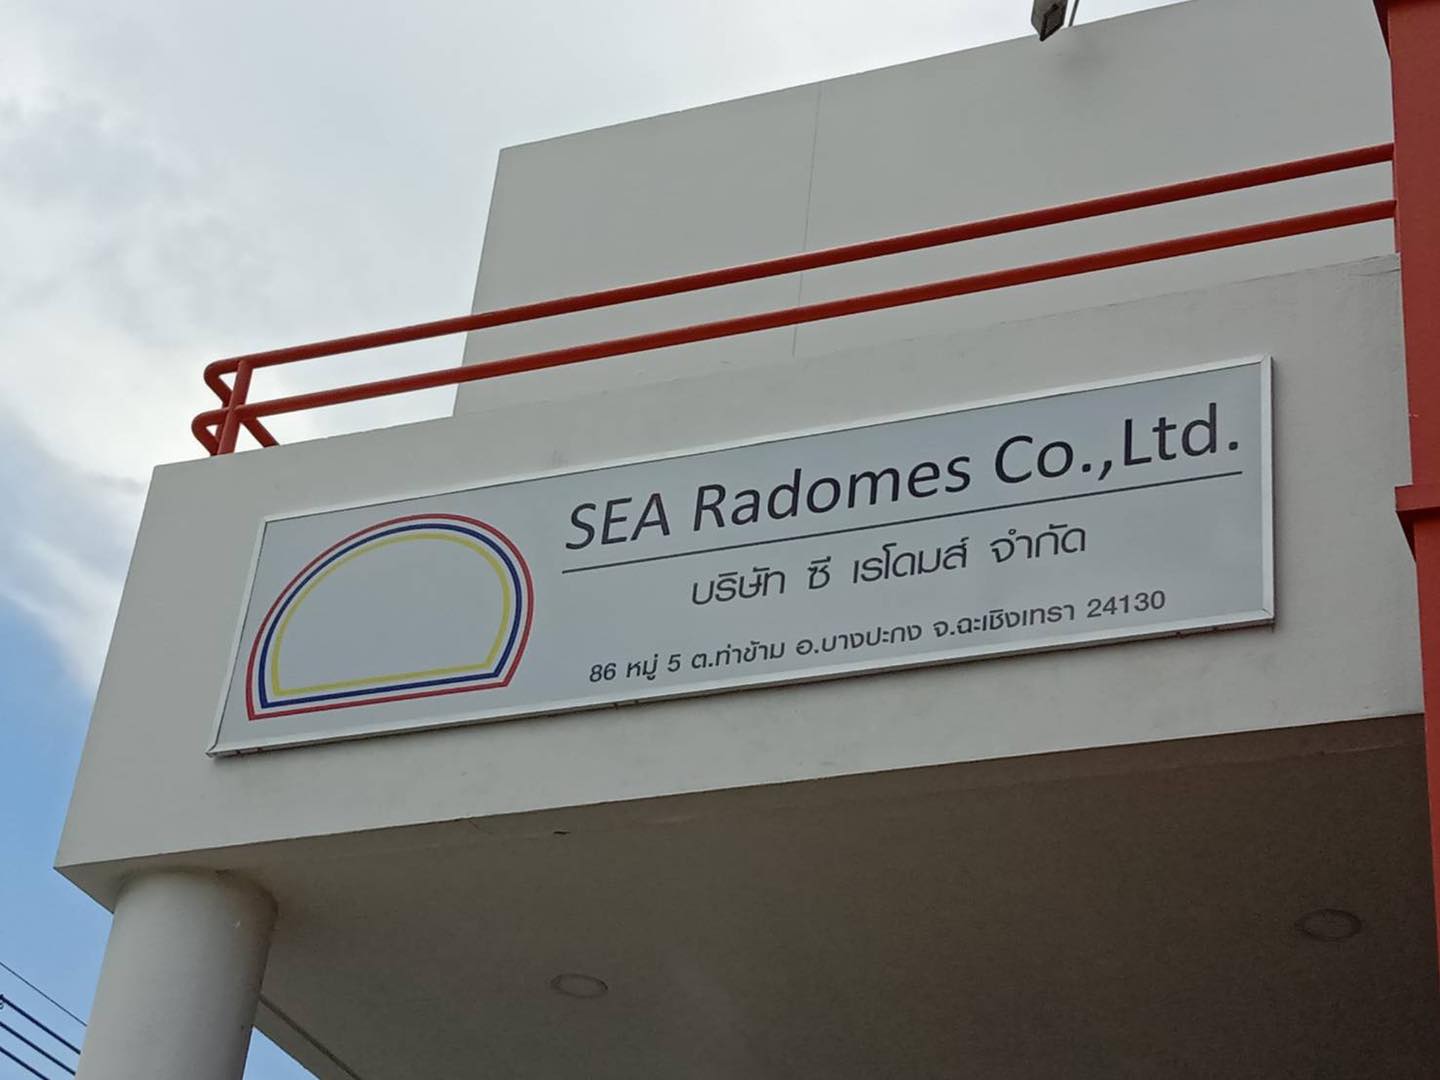 SEA Radomes Co.,Ltd.
บริษัท ซี เรโดมส์ จำกัด
86 หมู่ 5 ต.ท่าข้าม อ.บางปะกง จ.ฉะเชิงเทรา 24130